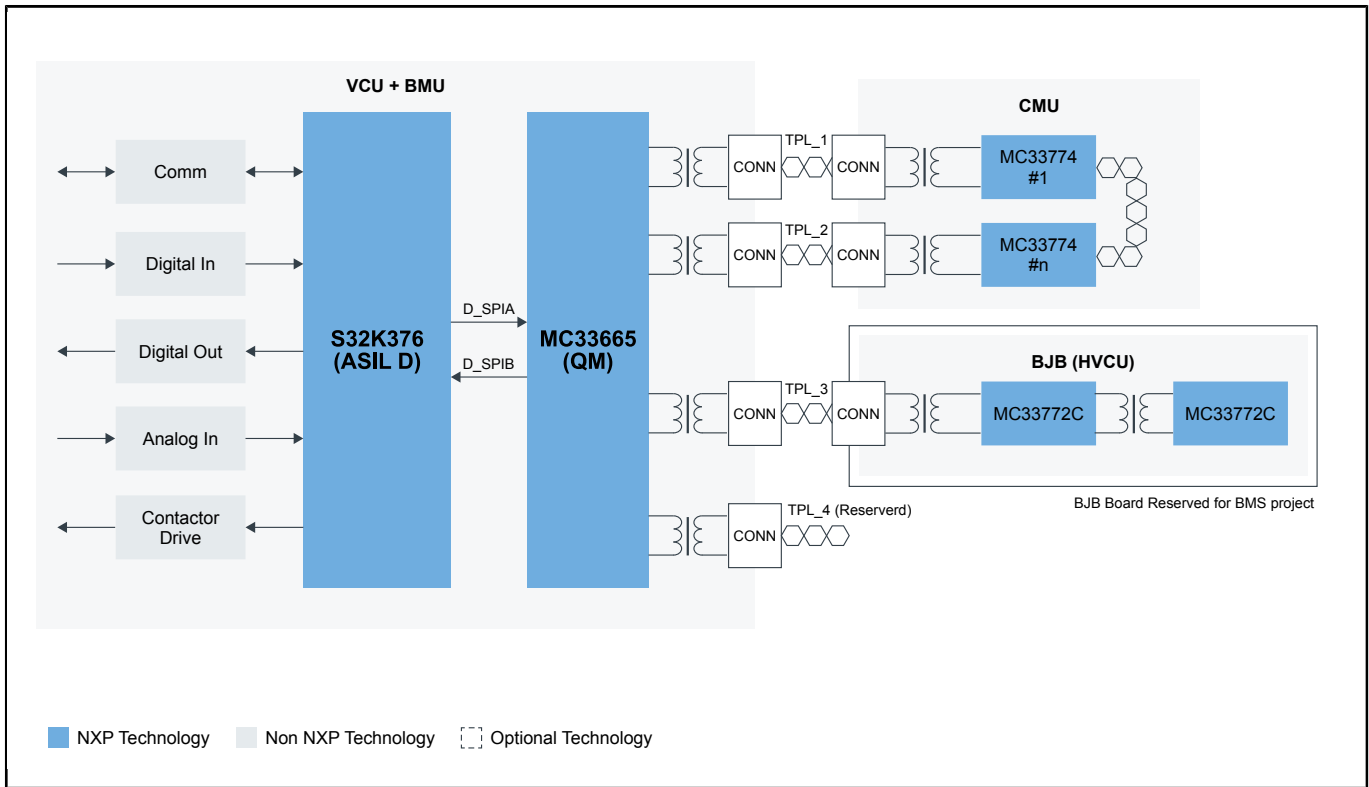 VCU + BMU
Comm
Digital In
Digital Out
Analog In
Contactor
Drive
S32K376
(ASIL D)
D_SPIA
D_SPIB
MC33665
(QM)
CONN
TPL_1
CONN
CONN
TPL_2
CONN
CONN
TPL_3
CONN
CONN
TPL_4 (Reserverd)
CMU
MC33774
#1
MC33774
#n
BJB (HVCU)
MC33772C
MC33772C
BJB Board Reserved for BMS project
NXP Technology
Non NXP Technology
Optional Technology